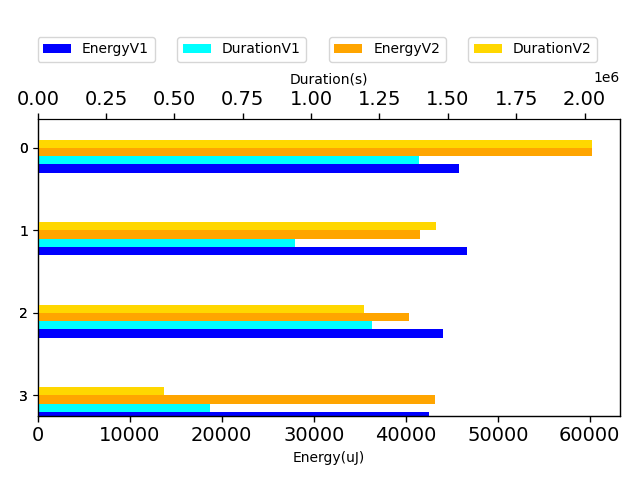 EnergyV1 DurationV1 EnergyV2 DurationV2
Duration(s)
1e6
0.00 0.25 0.50 0.75 1.00 1.25 1.50 1.75 2.00
0
1
2
3
0 10000 20000 30000 40000 50000 60000
Energy(uJ)